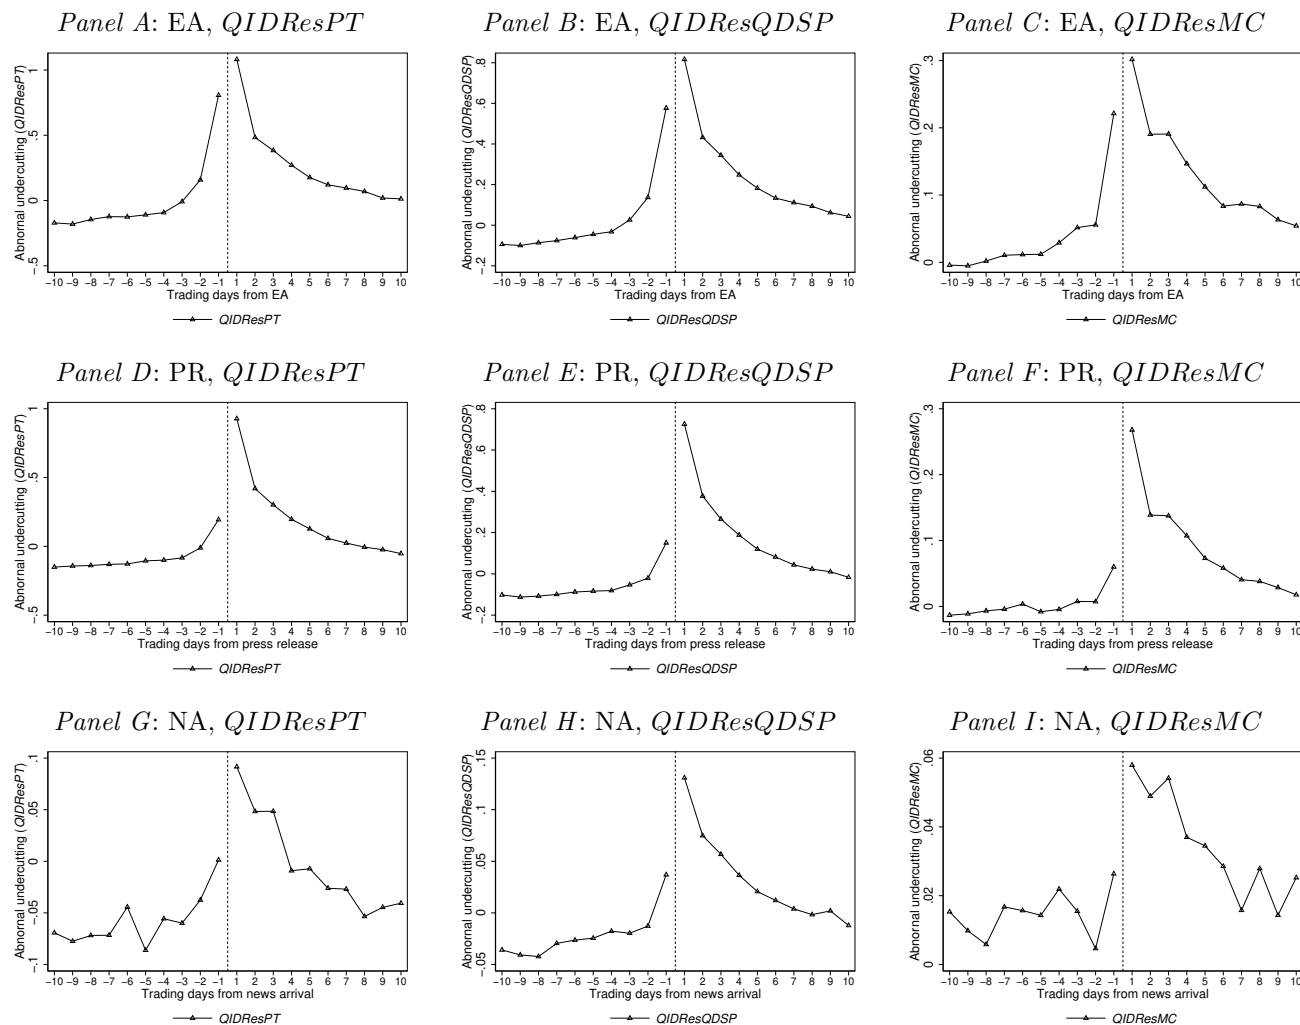 Panel A: EA, QIDResPT
Abnornal undercutting (QIDResPT)
1
.5
0
-.5
-10 -9 -8 -7 -6 -5 -4 -3 -2 -1 1 2 3 4 5 6 7 8 9 10
Trading days from EA
QIDResPT
Panel B: EA, QIDResQDSP
Abnornal undercutting (QIDResQDSP)
.8
.6
.4
.2
0
-.2
-10 -9 -8 -7 -6 -5 -4 -3 -2 -1 1 2 3 4 5 6 7 8 9 10
Trading days from EA
QIDResQDSP
Panel C: EA, QIDResMC
Abnornal undercutting (QIDResMC)
.3
.2
.1
0
-10 -9 -8 -7 -6 -5 -4 -3 -2 -1 1 2 3 4 5 6 7 8 9 10
Trading days from EA
QIDResMC
Panel D: PR, QIDResPT
Abnornal undercutting (QIDResPT)
1
.5
0
-.5
-10 -9 -8 -7 -6 -5 -4 -3 -2 -1 1 2 3 4 5 6 7 8 9 10
Trading days from press release
QIDResPT
Panel E: PR, QIDResQDSP
Abnornal undercutting (QIDResQDSP)
.8
.6
.4
.2
0
-.2
-10 -9 -8 -7 -6 -5 -4 -3 -2 -1 1 2 3 4 5 6 7 8 9 10
Trading days from press release
QIDResQDSP
Panel F: PR, QIDResMC
Abnornal undercutting (QIDResMC)
.3
.2
.1
0
-10 -9 -8 -7 -6 -5 -4 -3 -2 -1 1 2 3 4 5 6 7 8 9 10
Trading days from press release
QIDResMC
Panel G: NA, QIDResPT
Abnornal undercutting (QIDResPT)
.1
.05
0
-.05
-.1
-10 -9 -8 -7 -6 -5 -4 -3 -2 -1 1 2 3 4 5 6 7 8 9 10
Trading days from news arrival
QIDResPT
Panel H: NA, QIDResQDSP
Abnornal undercutting (QIDResQDSP)
.15
.1
.05
0
-.05
-10 -9 -8 -7 -6 -5 -4 -3 -2 -1 1 2 3 4 5 6 7 8 9 10
Trading days from news arrival
QIDResQDSP
Panel I: NA, QIDResMC
Abnornal undercutting (QIDResMC)
.06
.04
.02
0
-10 -9 -8 -7 -6 -5 -4 -3 -2 -1 1 2 3 4 5 6 7 8 9 10
Trading days from news arrival
QIDResMC